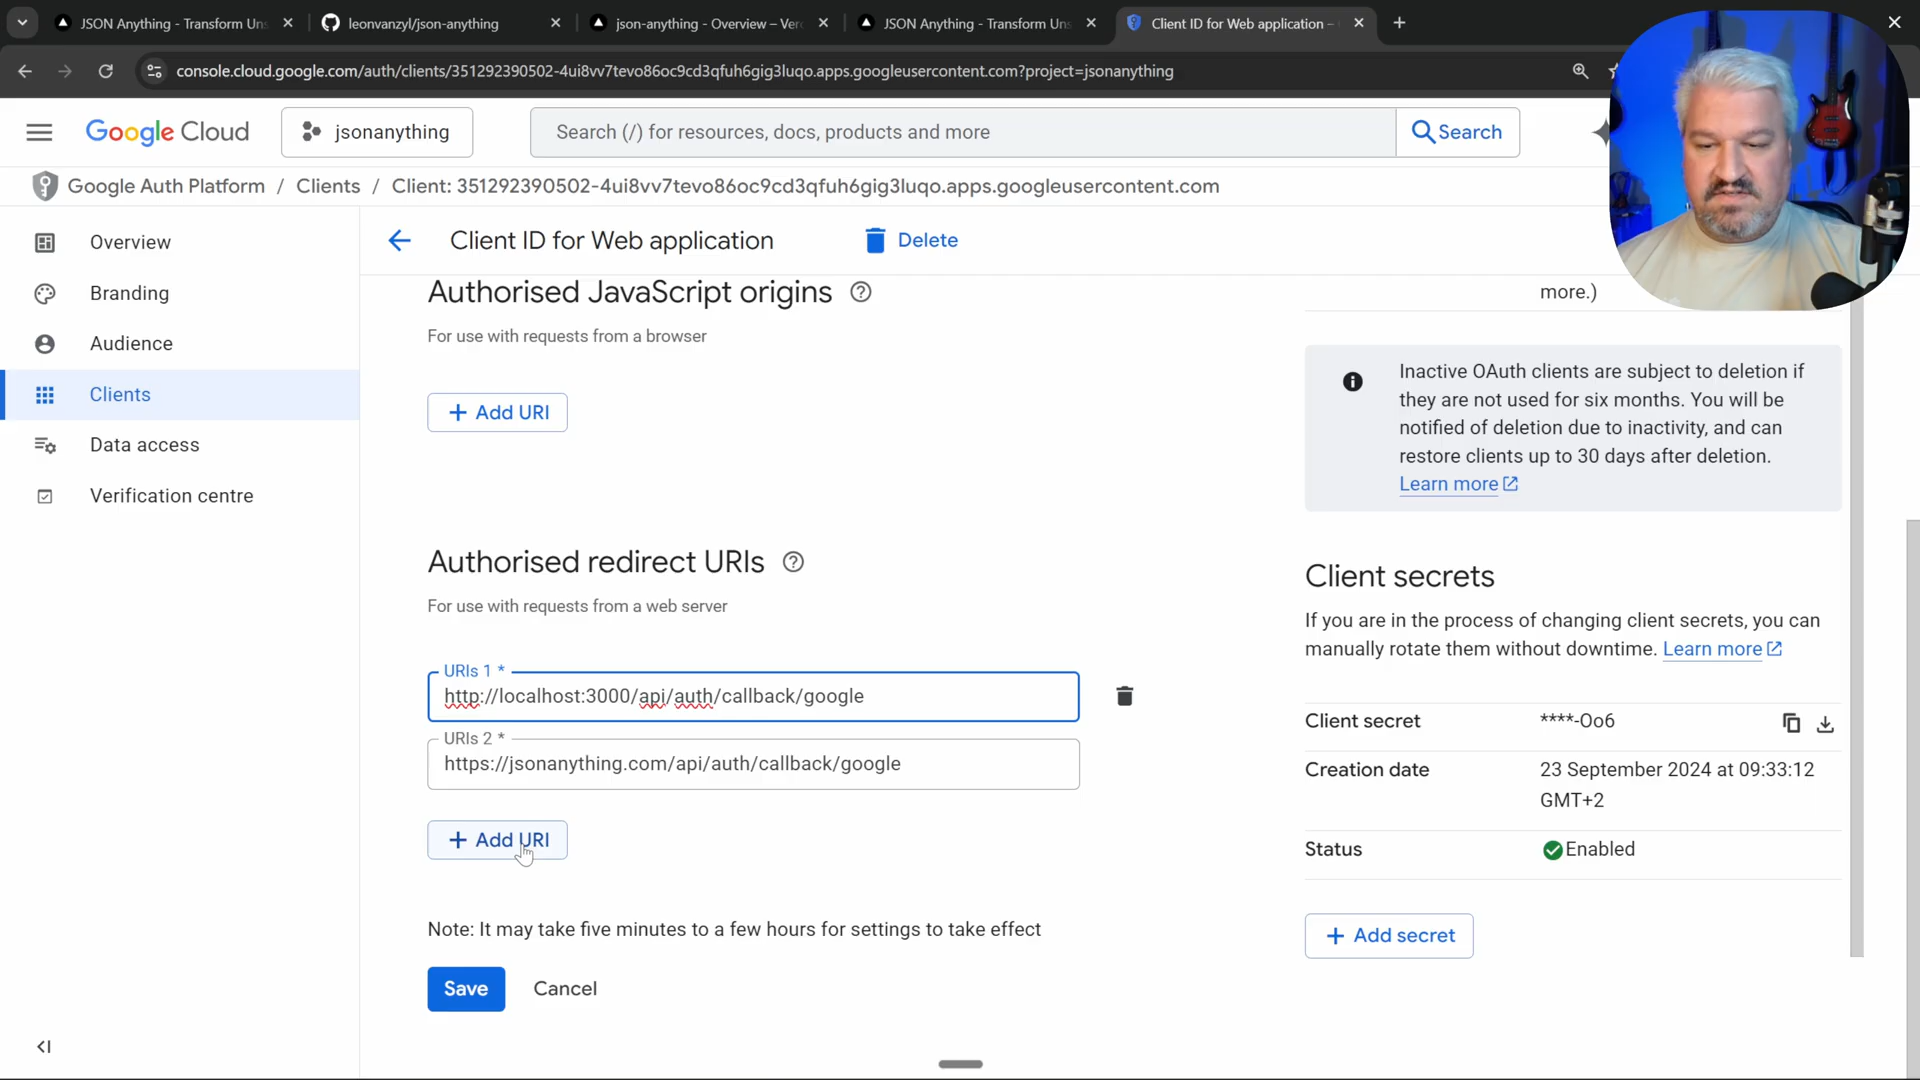 JSON Anything - Transform Uns
leonvanzyl/json-anything
json-anything - Overview – Ver
JSON Anything - Transform Uns
Client ID for Web application –
console.cloud.google.com/auth/clients/351292390502-4ui8vv7tevo86oc9cd3qfuh6gig3luqo.apps.googleusercontent.com?project=jsonanything
Google Cloud
jsonanything
Search (/) for resources, docs, products and more
Search
Google Auth Platform / Clients / Client: 351292390502-4ui8vv7tevo86oc9cd3qfuh6gig3luqo.apps.googleusercontent.com
Overview
Branding
Audience
Clients
Data access
Verification centre
Client ID for Web application
Delete
Authorised JavaScript origins
For use with requests from a browser
+ Add URI
Authorised redirect URIs
For use with requests from a web server
URIs 1 *
http://localhost:3000/api/auth/callback/google
URIs 2 *
https://jsonanything.com/api/auth/callback/google
+ Add URI
Note: It may take five minutes to a few hours for settings to take effect
Save
Cancel
more.)
Inactive OAuth clients are subject to deletion if
they are not used for six months. You will be
notified of deletion due to inactivity, and can
restore clients up to 30 days after deletion.
Learn more
Client secrets
If you are in the process of changing client secrets, you can
manually rotate them without downtime. Learn more
Client secret ****-Oo6
Creation date 23 September 2024 at 09:33:12
GMT+2
Status Enabled
+ Add secret